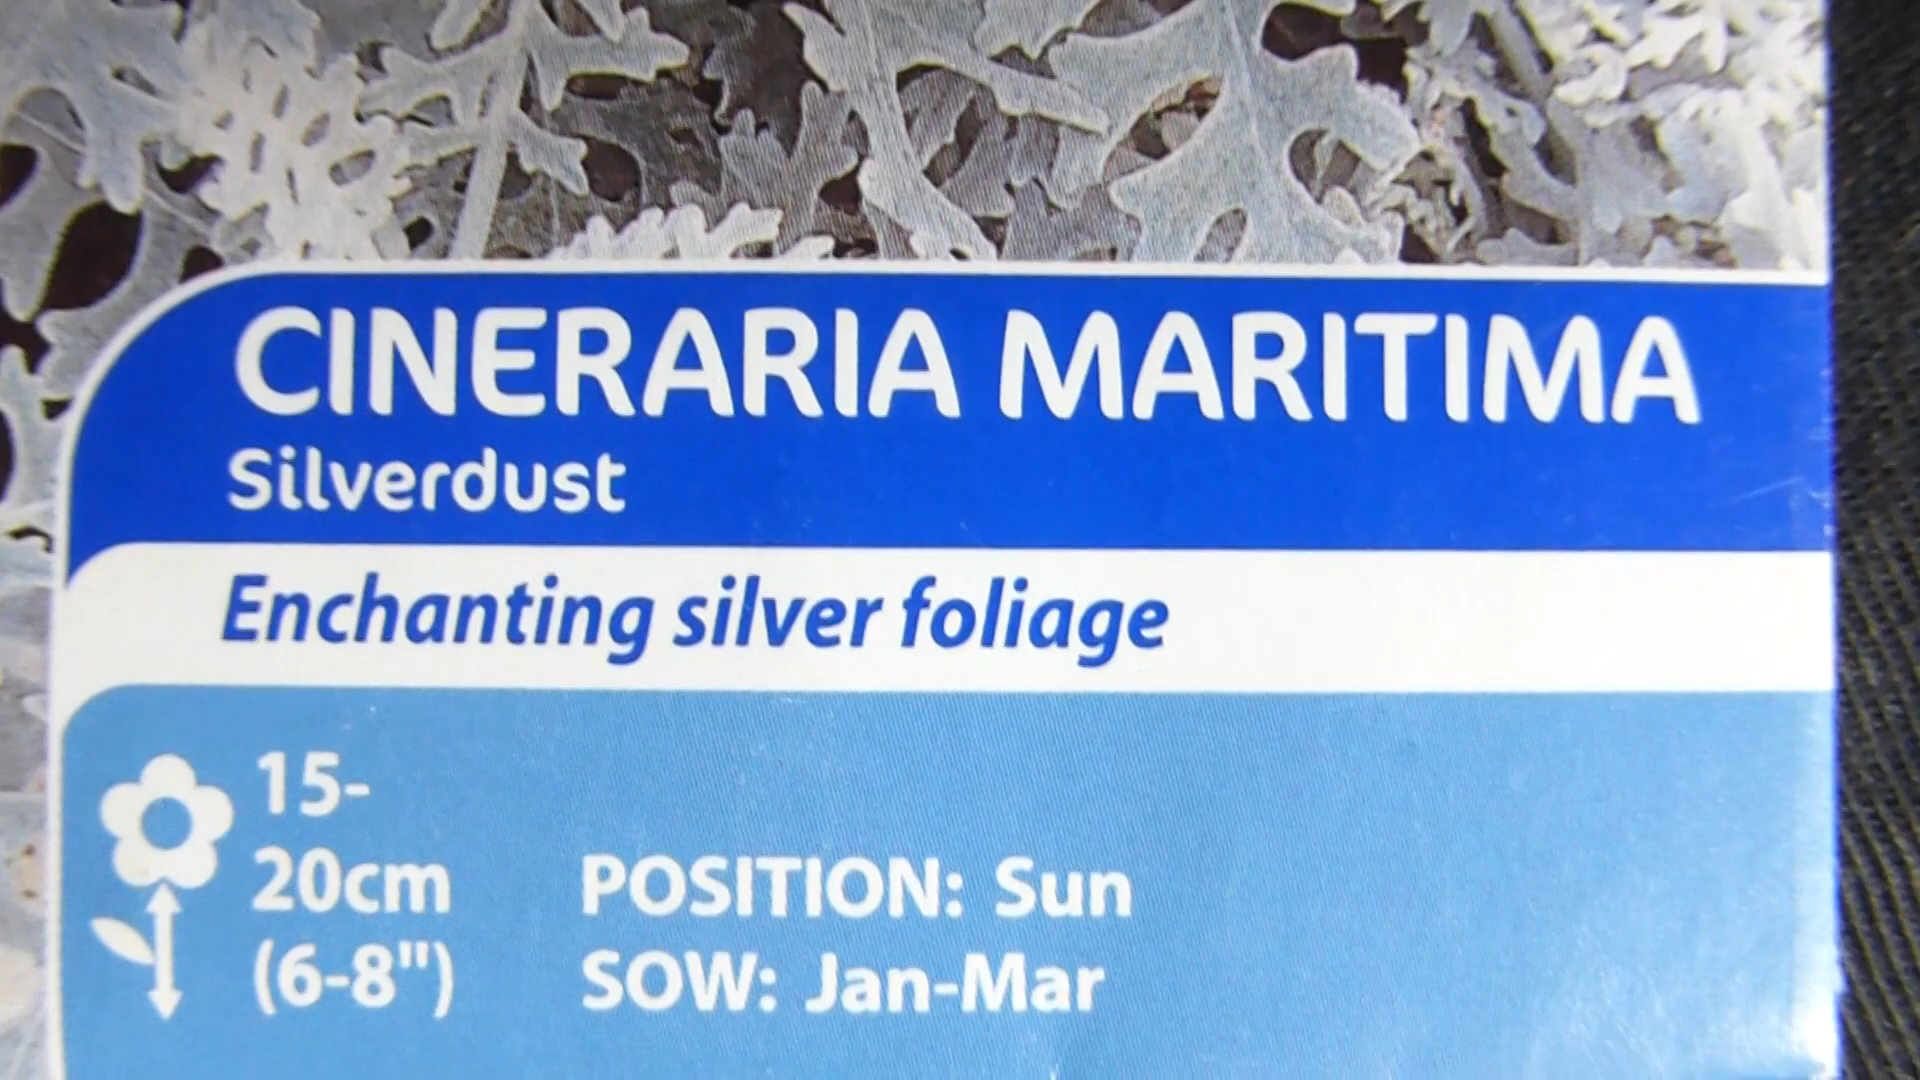 CINERARIA MARITIMA
Silverdust
Enchanting silver foliage
15-
20cm
(6-8")
POSITION: Sun
SOW: Jan-Mar